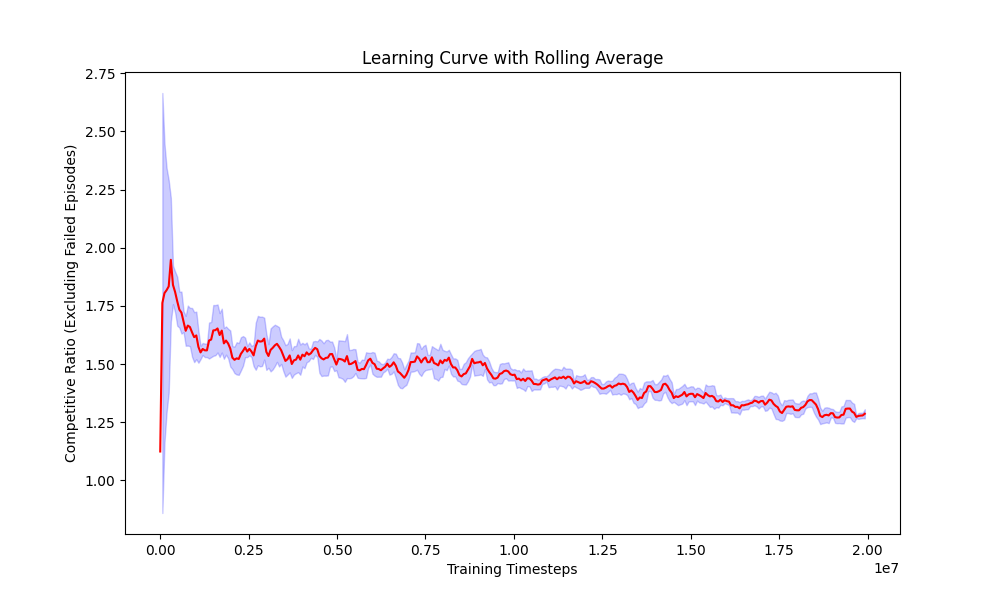 Learning Curve with Rolling Average
Competitive Ratio (Excluding Failed Episodes)
2.75
2.50
2.25
2.00
1.75
1.50
1.25
1.00
0.00 0.25 0.50 0.75 1.00 1.25 1.50 1.75 2.00
1e7
Training Timesteps